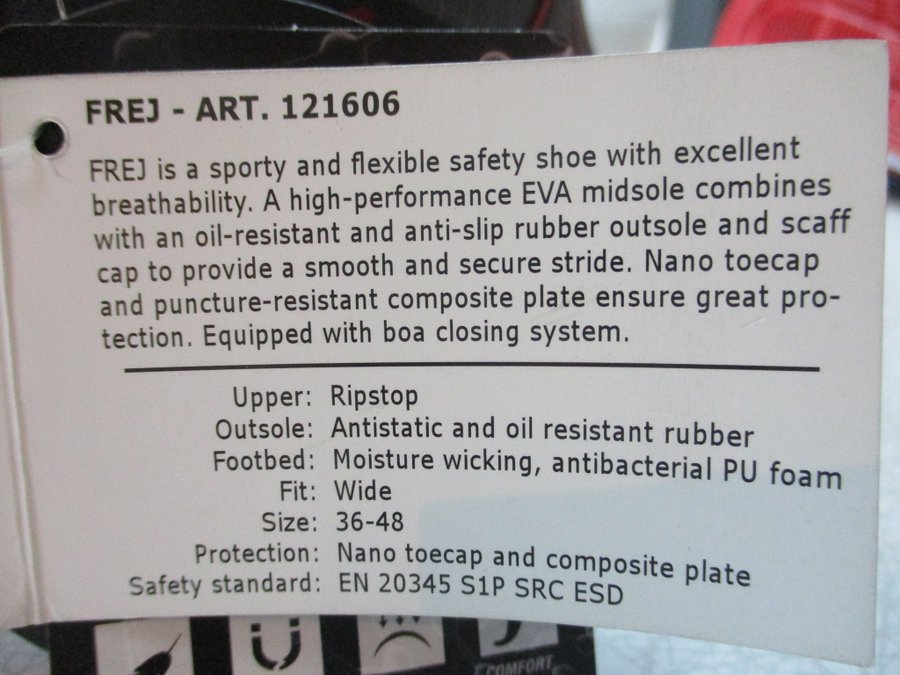 FREJ - ART. 121606
FREJ is a sporty and flexible safety shoe with excellent
breathability. A high-performance EVA midsole combines
with an oil-resistant and anti-slip rubber outsole and scaff
cap to provide a smooth and secure stride. Nano toecap
and puncture-resistant composite plate ensure great pro-
tection. Equipped with boa closing system.
Upper: Ripstop
Outsole: Antistatic and oil resistant rubber
Footbed: Moisture wicking, antibacterial PU foam
Fit: Wide
Size: 36-48
Protection: Nano toecap and composite plate
Safety standard: EN 20345 S1P SRC ESD
COMFORT